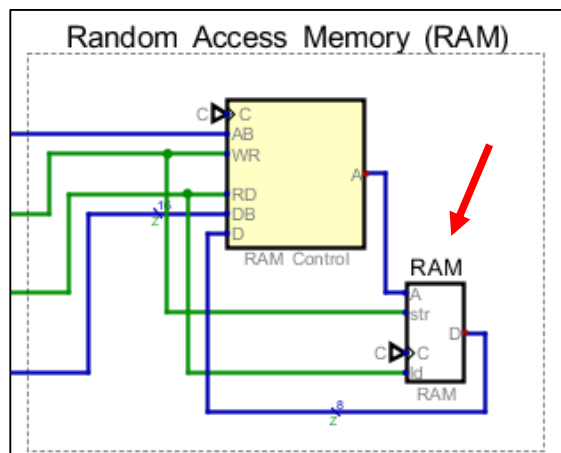 Random Access Memory (RAM)
C C
AB
WR
A
RD
16
Z
DB
D
RAM Control
RAM
A
str
D
C C
ld
RAM
8
Z